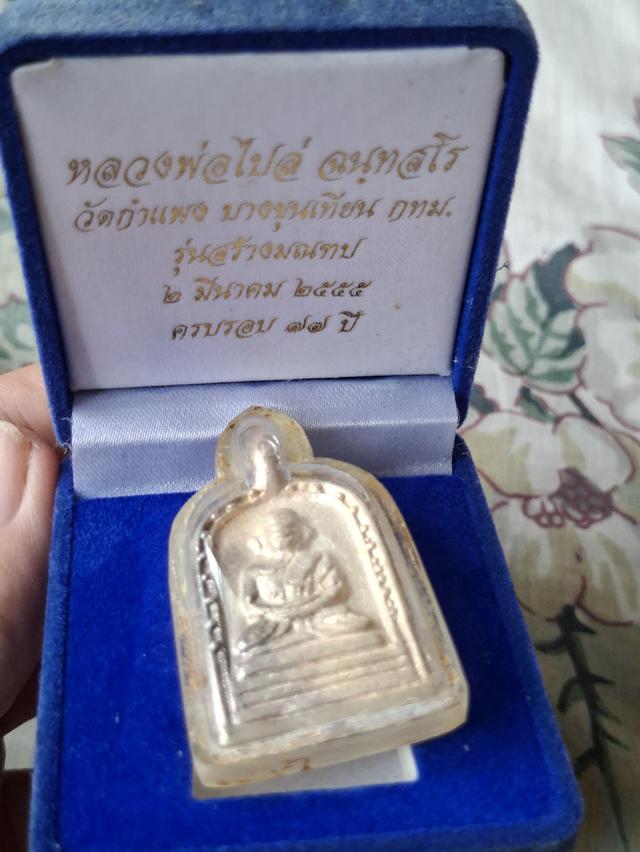 หลวงพ่อไปล่ ฉนฺทสโร
วัดกำแพง บางขุนเทียน กทม.
รุ่นสร้างมณฑป
๒ มีนาคม ๒๕๕๕
ครบรอบ ๗๗ ปี